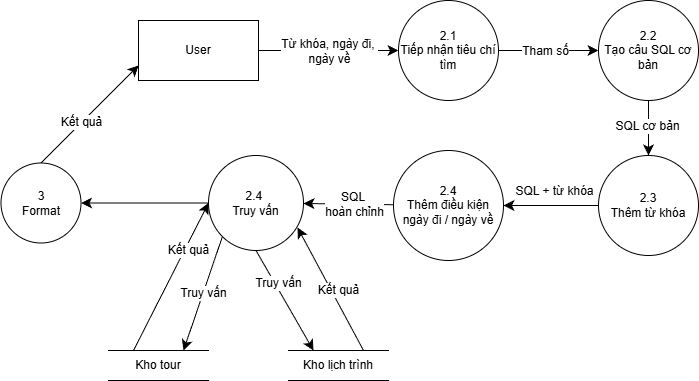 User
Từ khóa, ngày đi,
ngày về
2.1
Tiếp nhận tiêu chí
tìm
Tham số
2.2
Tạo câu SQL cơ
bản
Kết quả
SQL cơ bản
3
Format
2.4
Truy vấn
SQL
hoàn chỉnh
2.4
Thêm điều kiện
ngày đi / ngày về
SQL + từ khóa
2.3
Thêm từ khóa
Kết quả
Truy vấn
Truy vấn
Kết quả
Kho tour
Kho lịch trình